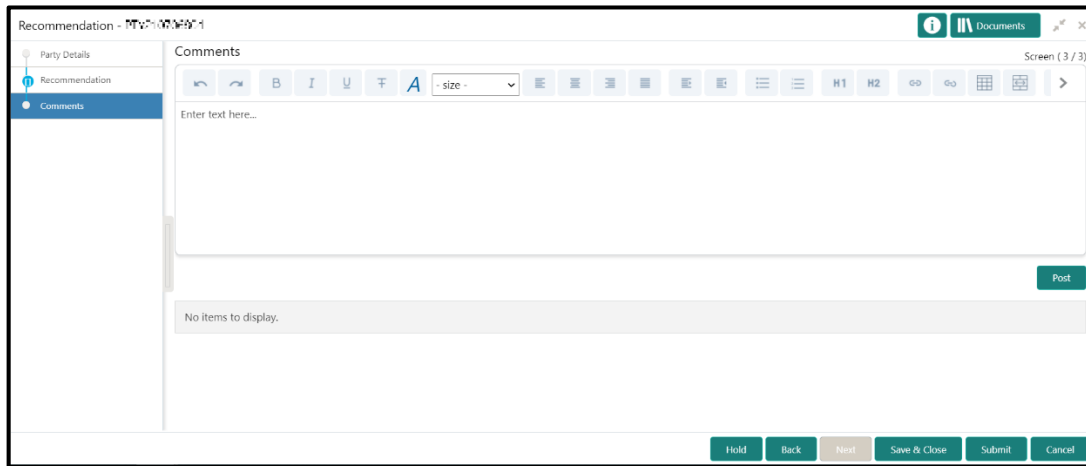 Recommendation -
Documents
Party Details
Recommendation
Comments
Comments
Screen ( 3 / 3)
B I U T A - size - H1 H2
Enter text here...
Post
No items to display.
Hold Back Next Save & Close Submit Cancel